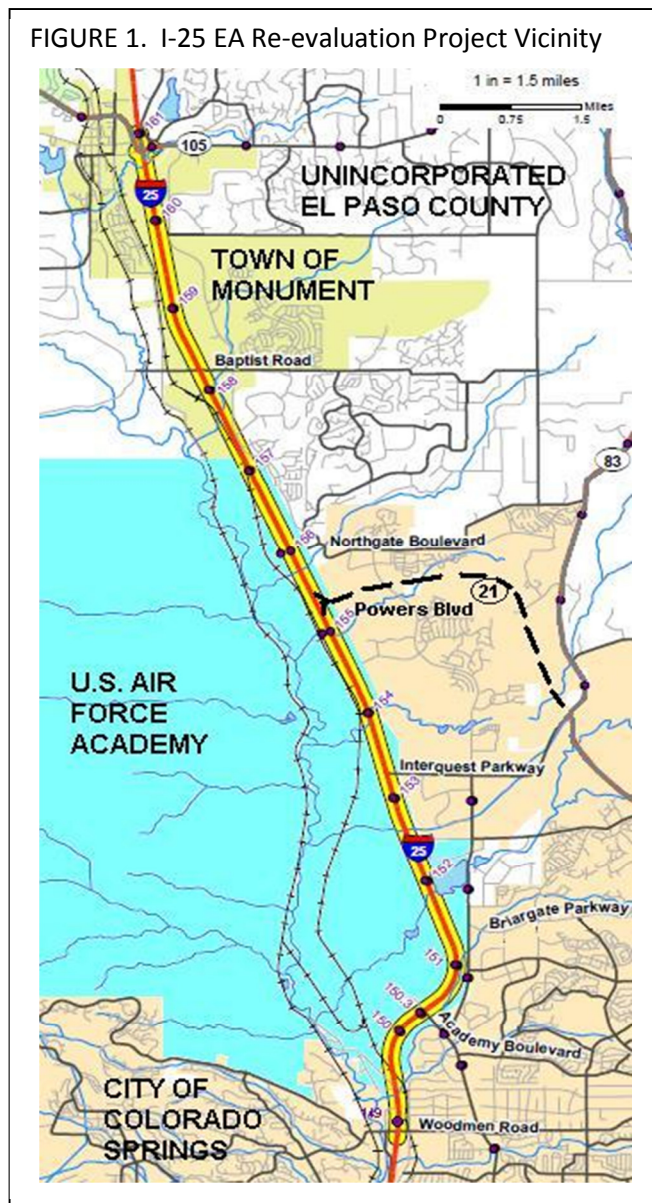 FIGURE 1. I-25 EA Re-evaluation Project Vicinity
1 in = 1.5 miles
Miles
0 0.75 1.5
161
105
UNINCORPORATED
EL PASO COUNTY
25
160
TOWN OF
MONUMENT
159
Baptist Road
158
157
83
156
Northgate Boulevard
21
Powers Blvd
155
U.S. AIR
FORCE
ACADEMY
154
Interquest Parkway
153
25
152
Briargate Parkway
151
150.3
150
Academy Boulevard
CITY OF
COLORADO
SPRINGS
149
Woodmen Road